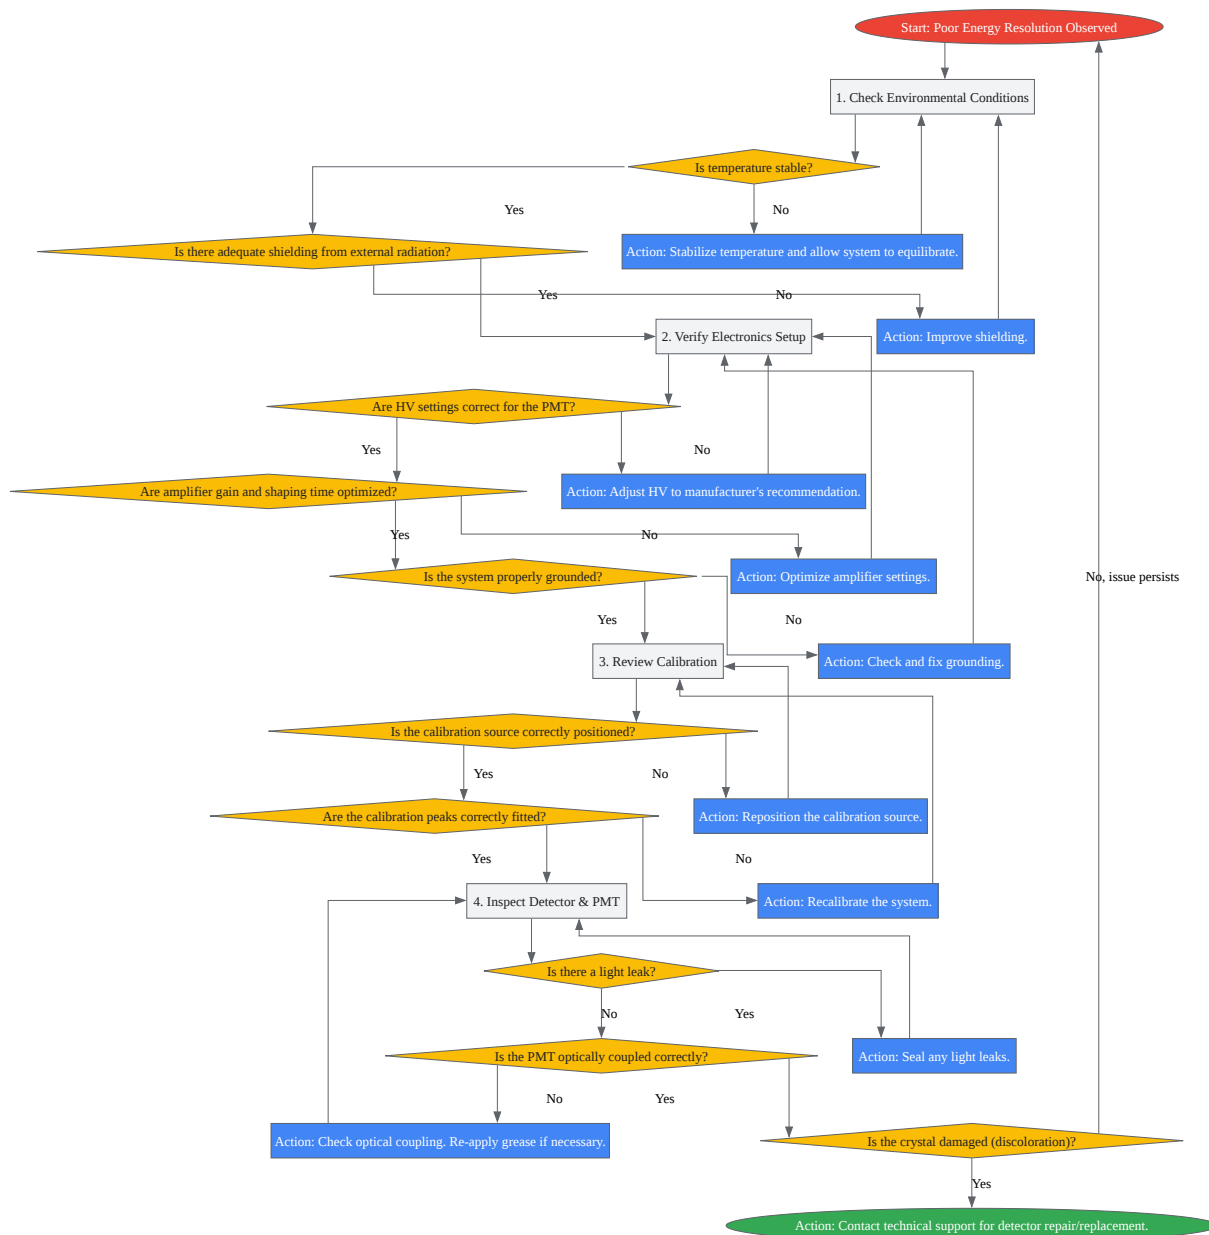 Start: Poor Energy Resolution Observed
1. Check Environmental Conditions
Is temperature stable?
Yes
No
Is there adequate shielding from external radiation?
Action: Stabilize temperature and allow system to equilibrate.
Yes
No
2. Verify Electronics Setup
Action: Improve shielding.
Are HV settings correct for the PMT?
Yes
No
Are amplifier gain and shaping time optimized?
Action: Adjust HV to manufacturer's recommendation.
Yes
No
Is the system properly grounded?
Action: Optimize amplifier settings.
No, issue persists
Yes
No
3. Review Calibration
Action: Check and fix grounding.
Is the calibration source correctly positioned?
Yes
No
Are the calibration peaks correctly fitted?
Action: Reposition the calibration source.
Yes
No
4. Inspect Detector & PMT
Action: Recalibrate the system.
Is there a light leak?
No
Yes
Is the PMT optically coupled correctly?
Action: Seal any light leaks.
No
Yes
Action: Check optical coupling. Re-apply grease if necessary.
Is the crystal damaged (discoloration)?
Yes
Action: Contact technical support for detector repair/replacement.